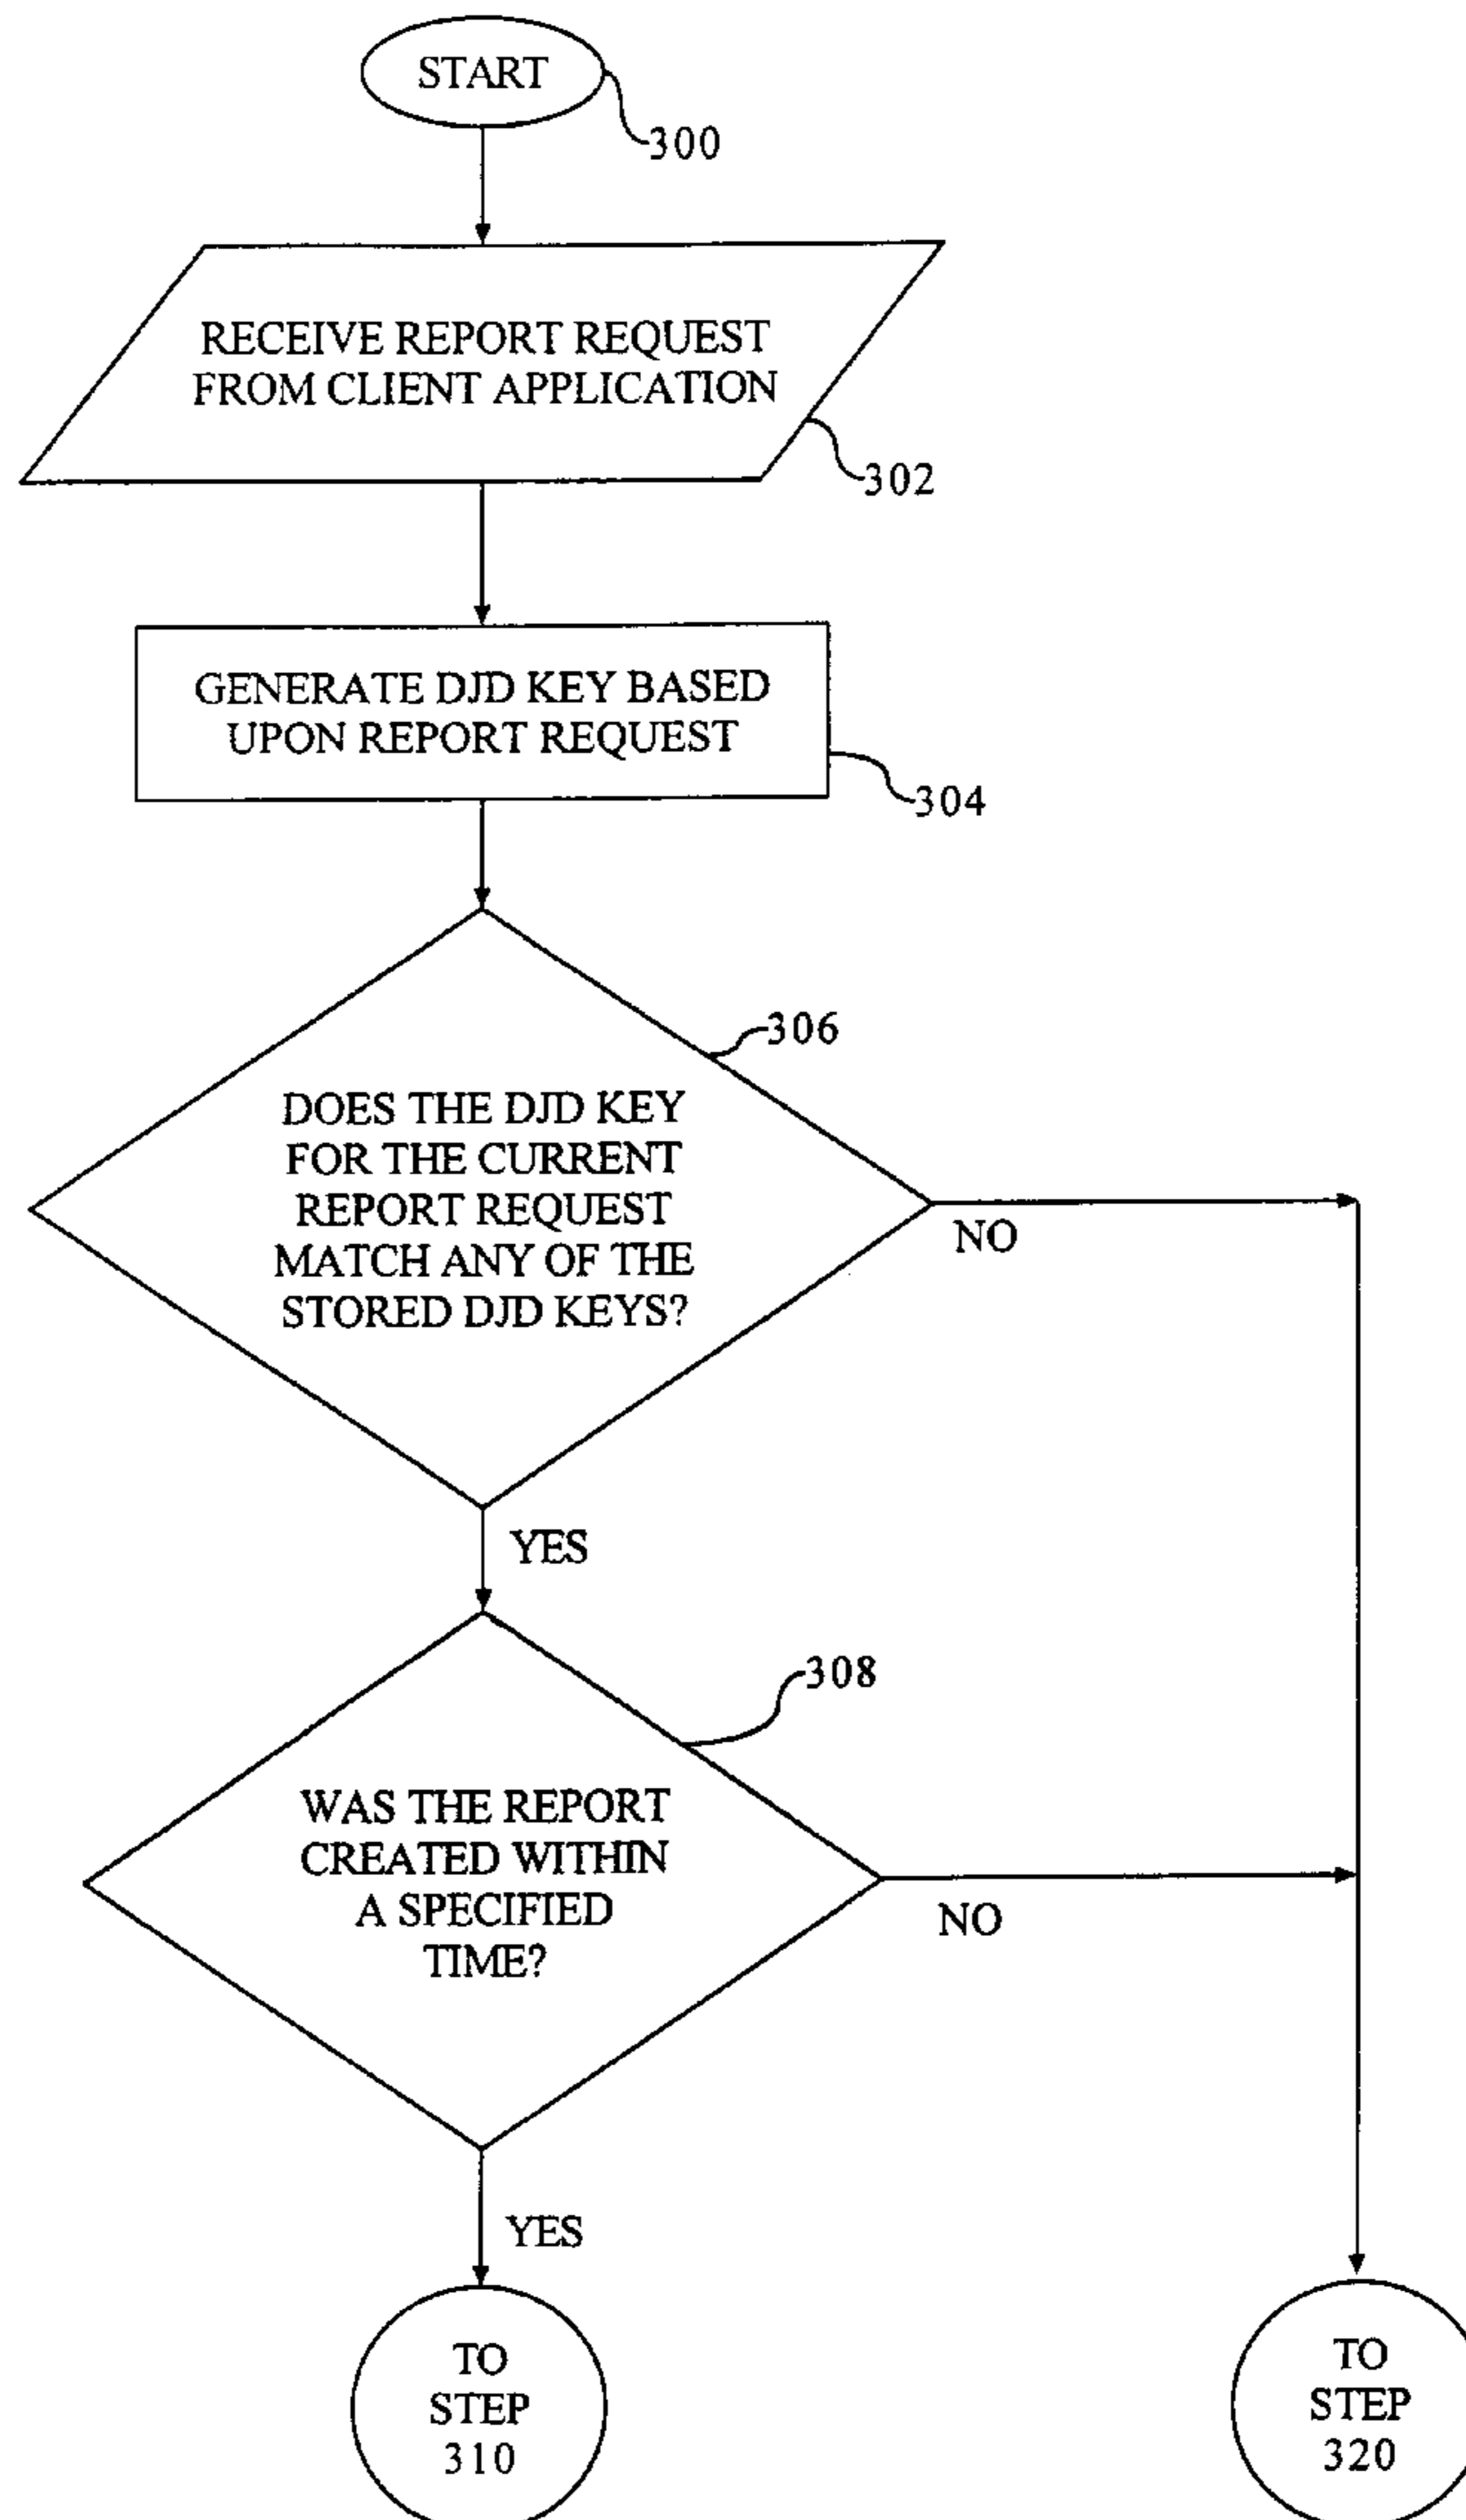 START
300
RECEIVE REPORT REQUEST
FROM CLIENT APPLICATION
302
GENERATE DJD KEY BASED
UPON REPORT REQUEST
304
306
DOES THE DJD KEY
FOR THE CURRENT
REPORT REQUEST
MATCH ANY OF THE
STORED DJD KEYS?
NO
YES
308
WAS THE REPORT
CREATED WITHIN
A SPECIFIED
TIME?
NO
YES
TO
STEP
310
TO
STEP
320